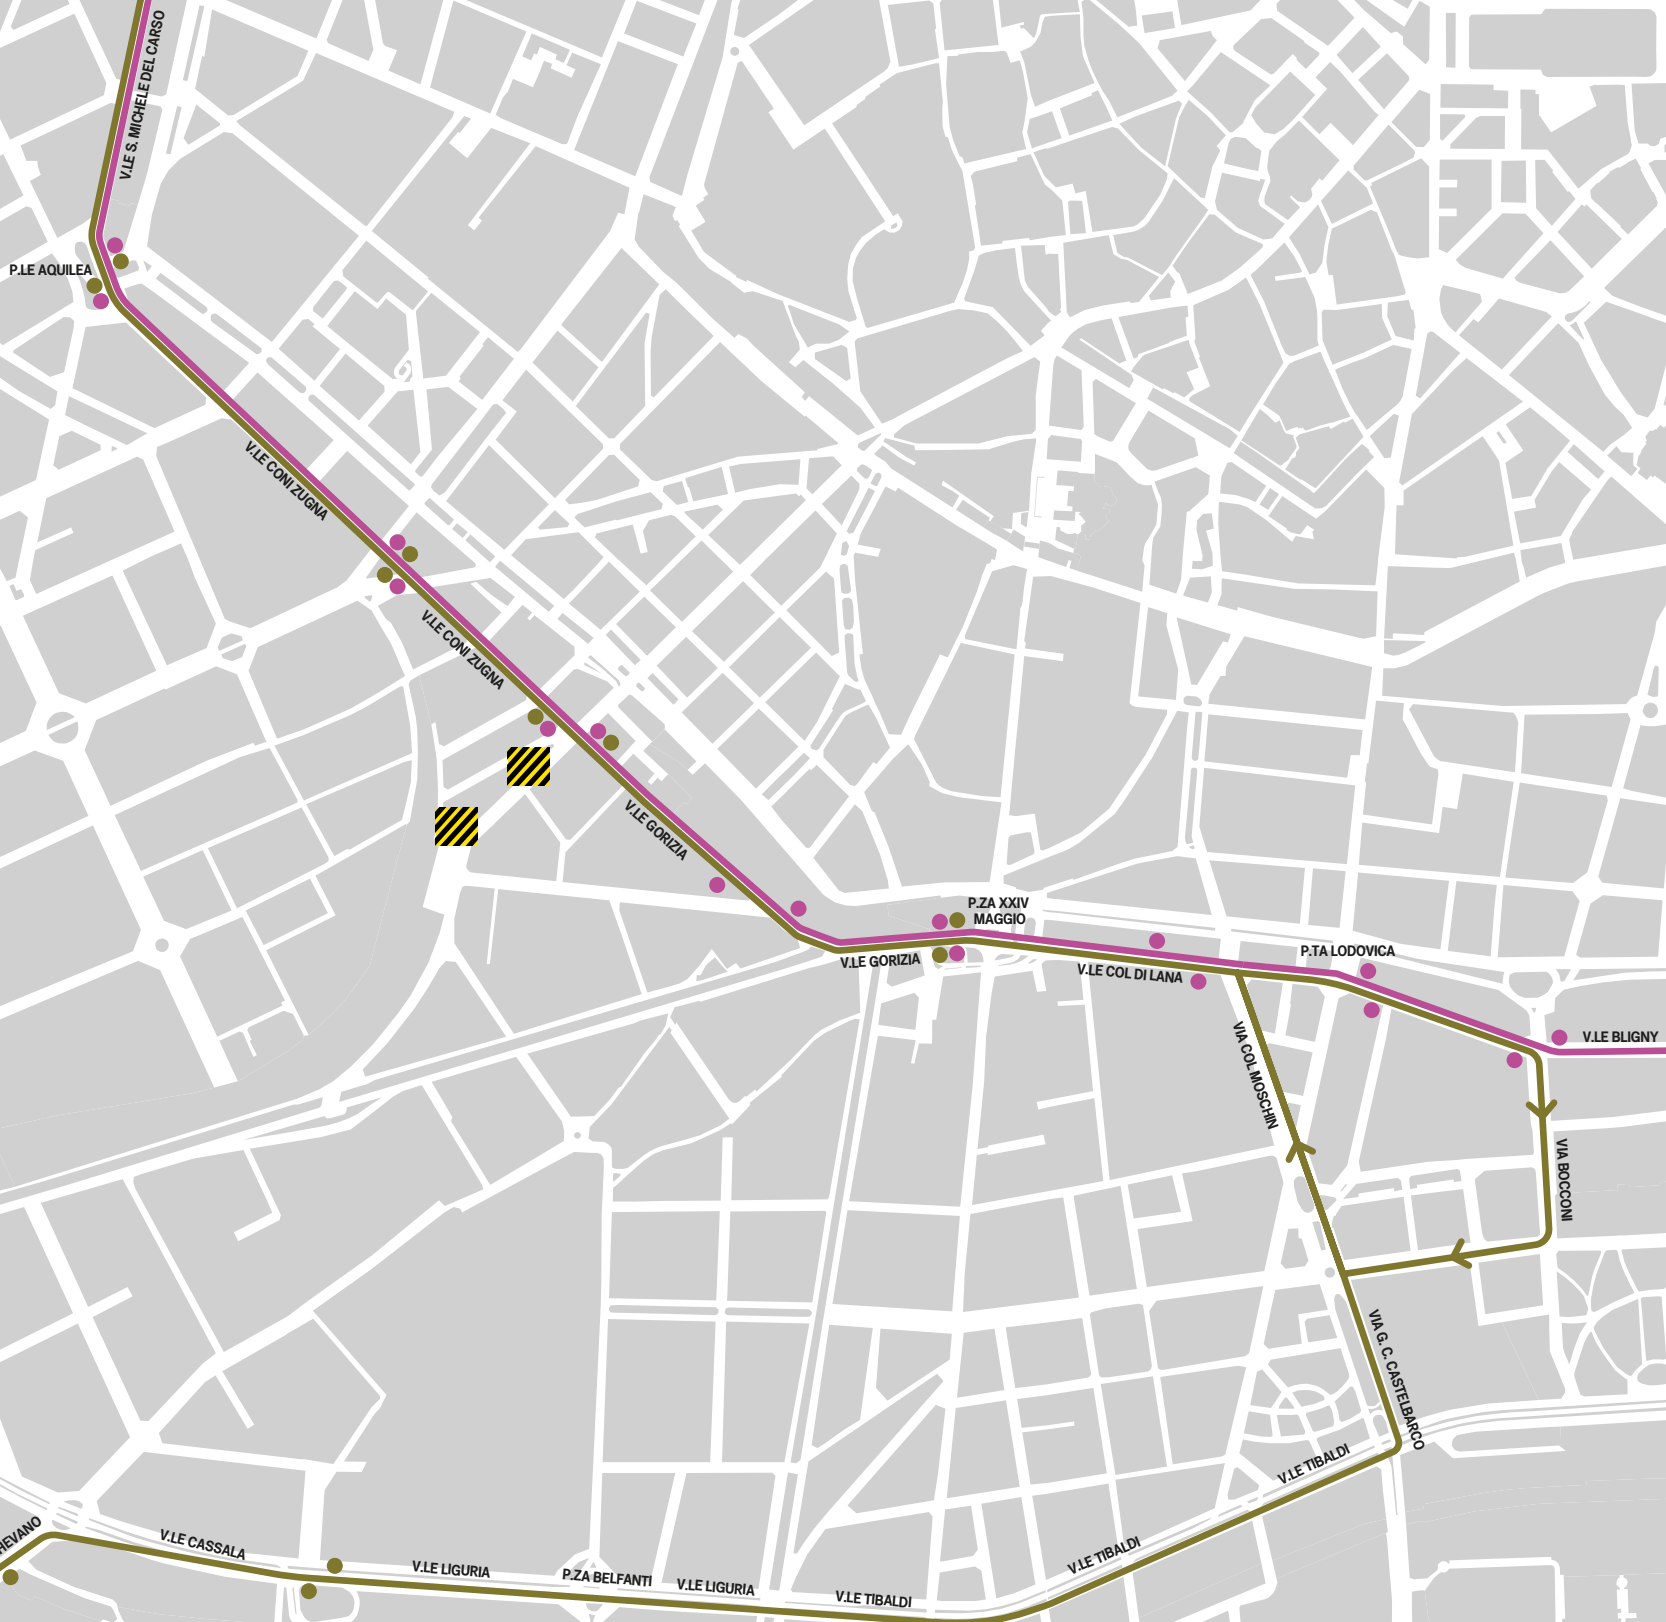 V.LE S. MICHELE DEL CARSO
P.LE AQUILEA
V.LE CONI ZUGNA
V.LE CONI ZUGNA
V.LE GORIZIA
P.ZA XXIV
MAGGIO
V.LE GORIZIA
V.LE COL DI LANA
P.TA LODOVICA
V.LE BLIGNY
VIA COL MOSCHIN
VIA BOCCONI
VIA G. C. CASTELBARCO
V.LE TIBALDI
V.LE TIBALDI
HEVANO
V.LE CASSALA
V.LE LIGURIA
P.ZA BELFANTI
V.LE LIGURIA
V.LE TIBALDI